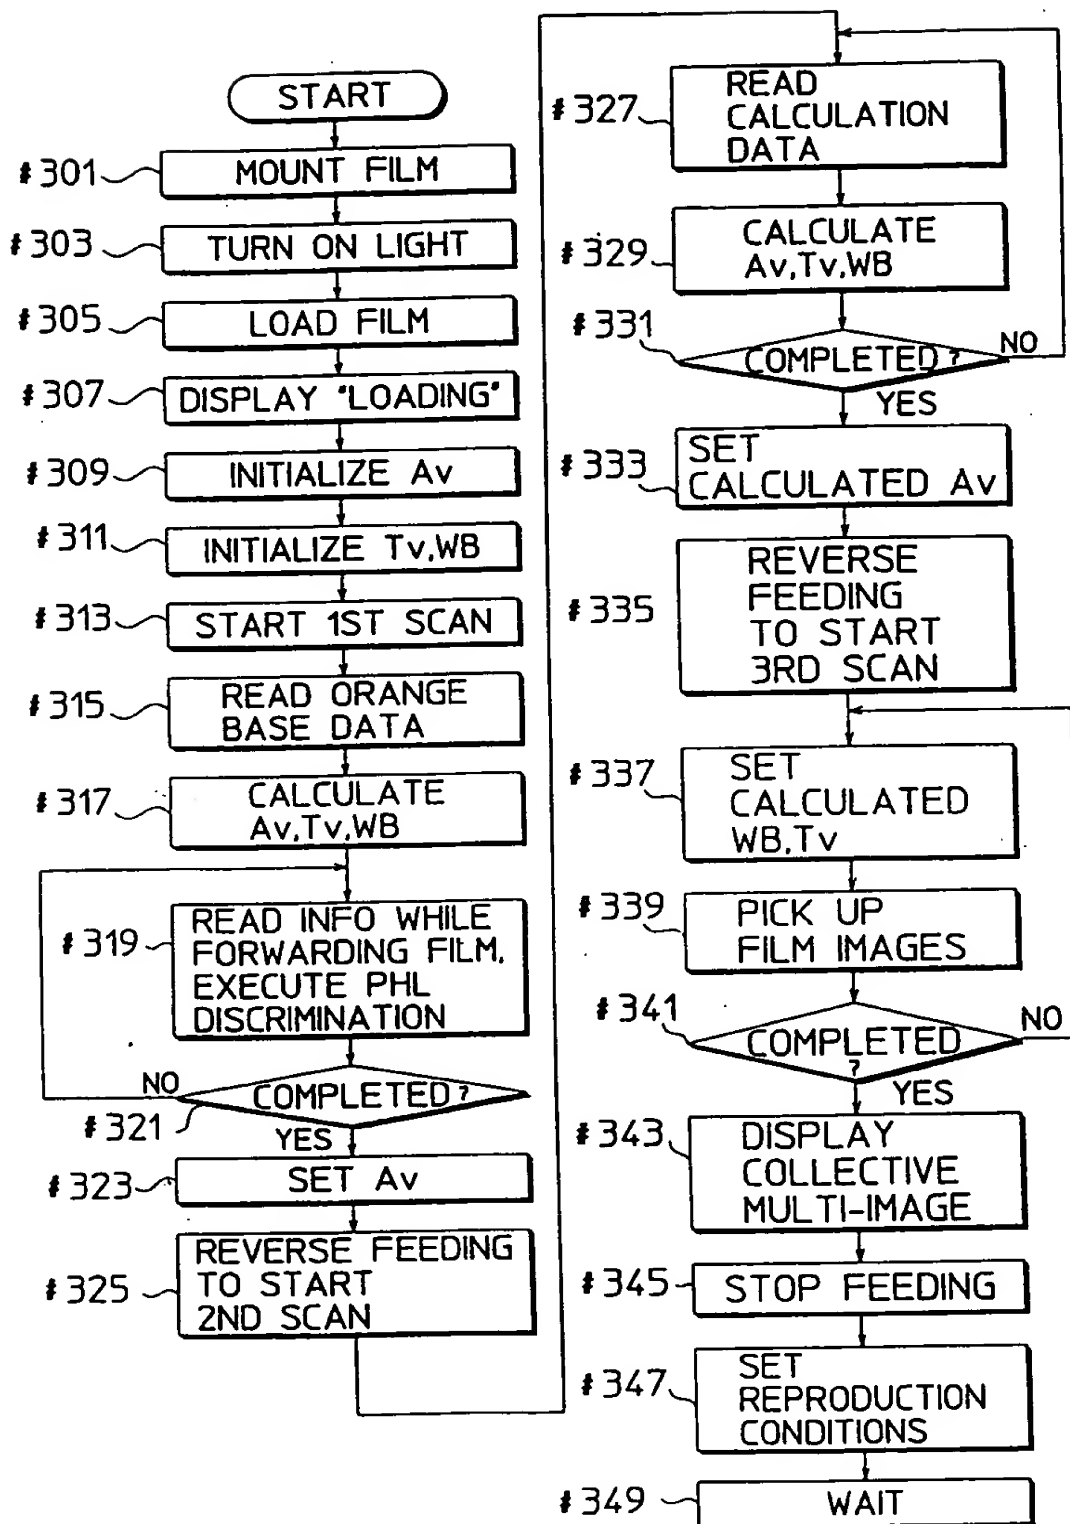 START
#301
MOUNT FILM
#303
TURN ON LIGHT
#305
LOAD FILM
#307
DISPLAY "LOADING"
#309
INITIALIZE Av
#311
INITIALIZE Tv,WB
#313
START 1ST SCAN
#315
READ ORANGE
BASE DATA
#317
CALCULATE
Av,Tv,WB
#319
READ INFO WHILE
FORWARDING FILM,
EXECUTE PHL
DISCRIMINATION
NO
COMPLETED?
#321
YES
#323
SET Av
#325
REVERSE FEEDING
TO START
2ND SCAN
#327
READ
CALCULATION
DATA
#329
CALCULATE
Av,Tv,WB
#331
COMPLETED?
NO
YES
#333
SET
CALCULATED Av
#335
REVERSE
FEEDING
TO START
3RD SCAN
#337
SET
CALCULATED
WB,Tv
#339
PICK UP
FILM IMAGES
#341
COMPLETED
?
NO
YES
#343
DISPLAY
COLLECTIVE
MULTI-IMAGE
#345
STOP FEEDING
#347
SET
REPRODUCTION
CONDITIONS
#349
WAIT